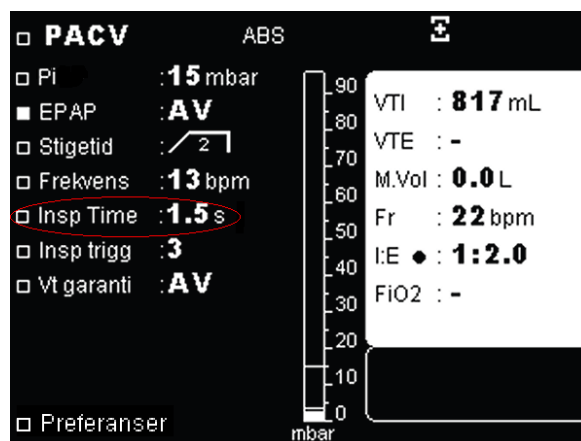 PACV ABS
Pi :15 mbar
EPAP :AV
Stigetid : 2
Frekvens :13 bpm
Insp Time :1.5 s
Insp trigg :3
Vt garanti :AV
Preferanser
90
80
70
60
50
40
30
20
10
0
mbar
VTI : 817 mL
VTE : -
M.Vol : 0.0 L
Fr : 22 bpm
I:E ● : 1:2.0
FiO2 : -